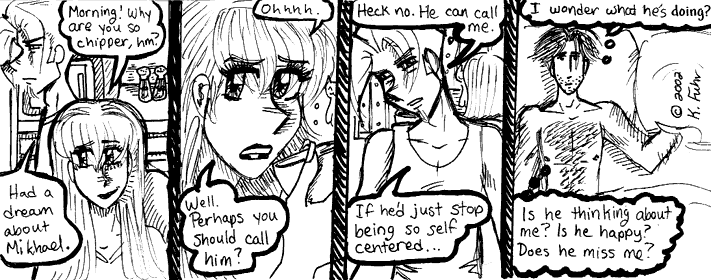 Morning! Why
are you so
chipper, hm?
Had a
dream
about
Mikhael.
Ohhhh.
Well.
Perhaps you
should call
him?
Heck no. He can call
me.
If he'd just stop
being so self
centered...
I wonder what he's doing?
Is he thinking about
me? Is he happy?
Does he miss me?
© 2002
K. Fuhr